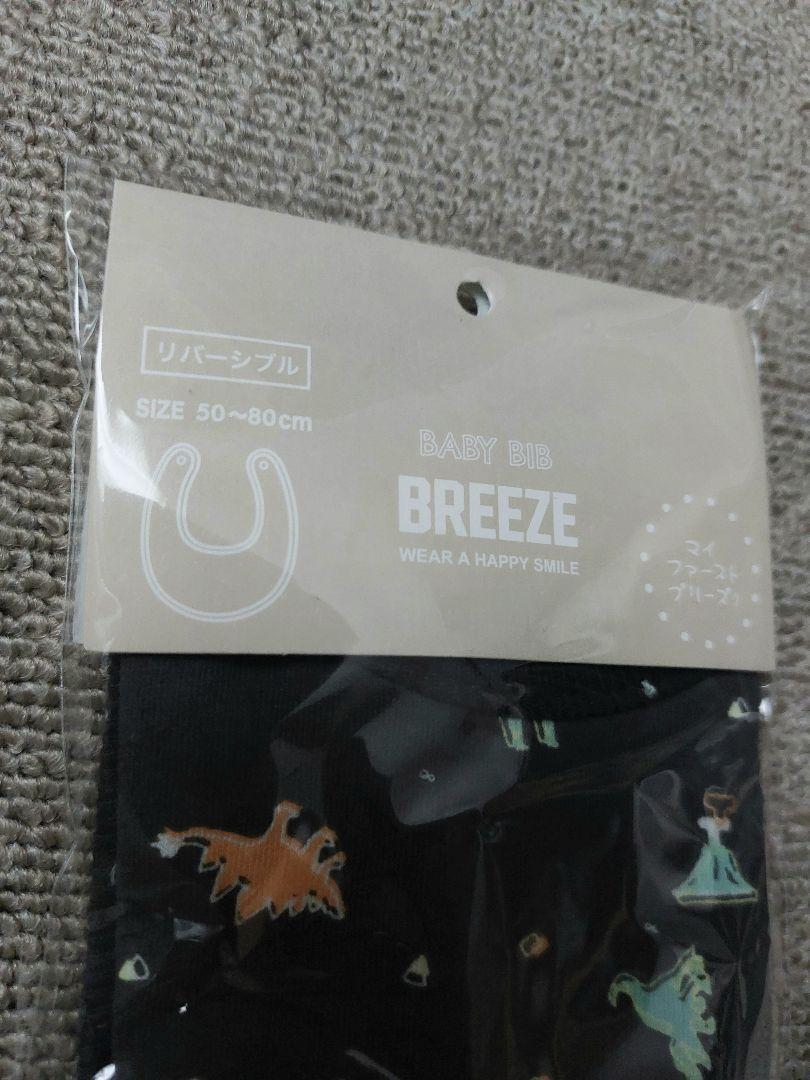 リバーシブル
SIZE 50~80cm
BABY BIB
BREEZE
WEAR A HAPPY SMILE
マイ
ファースト
ブリーズ!